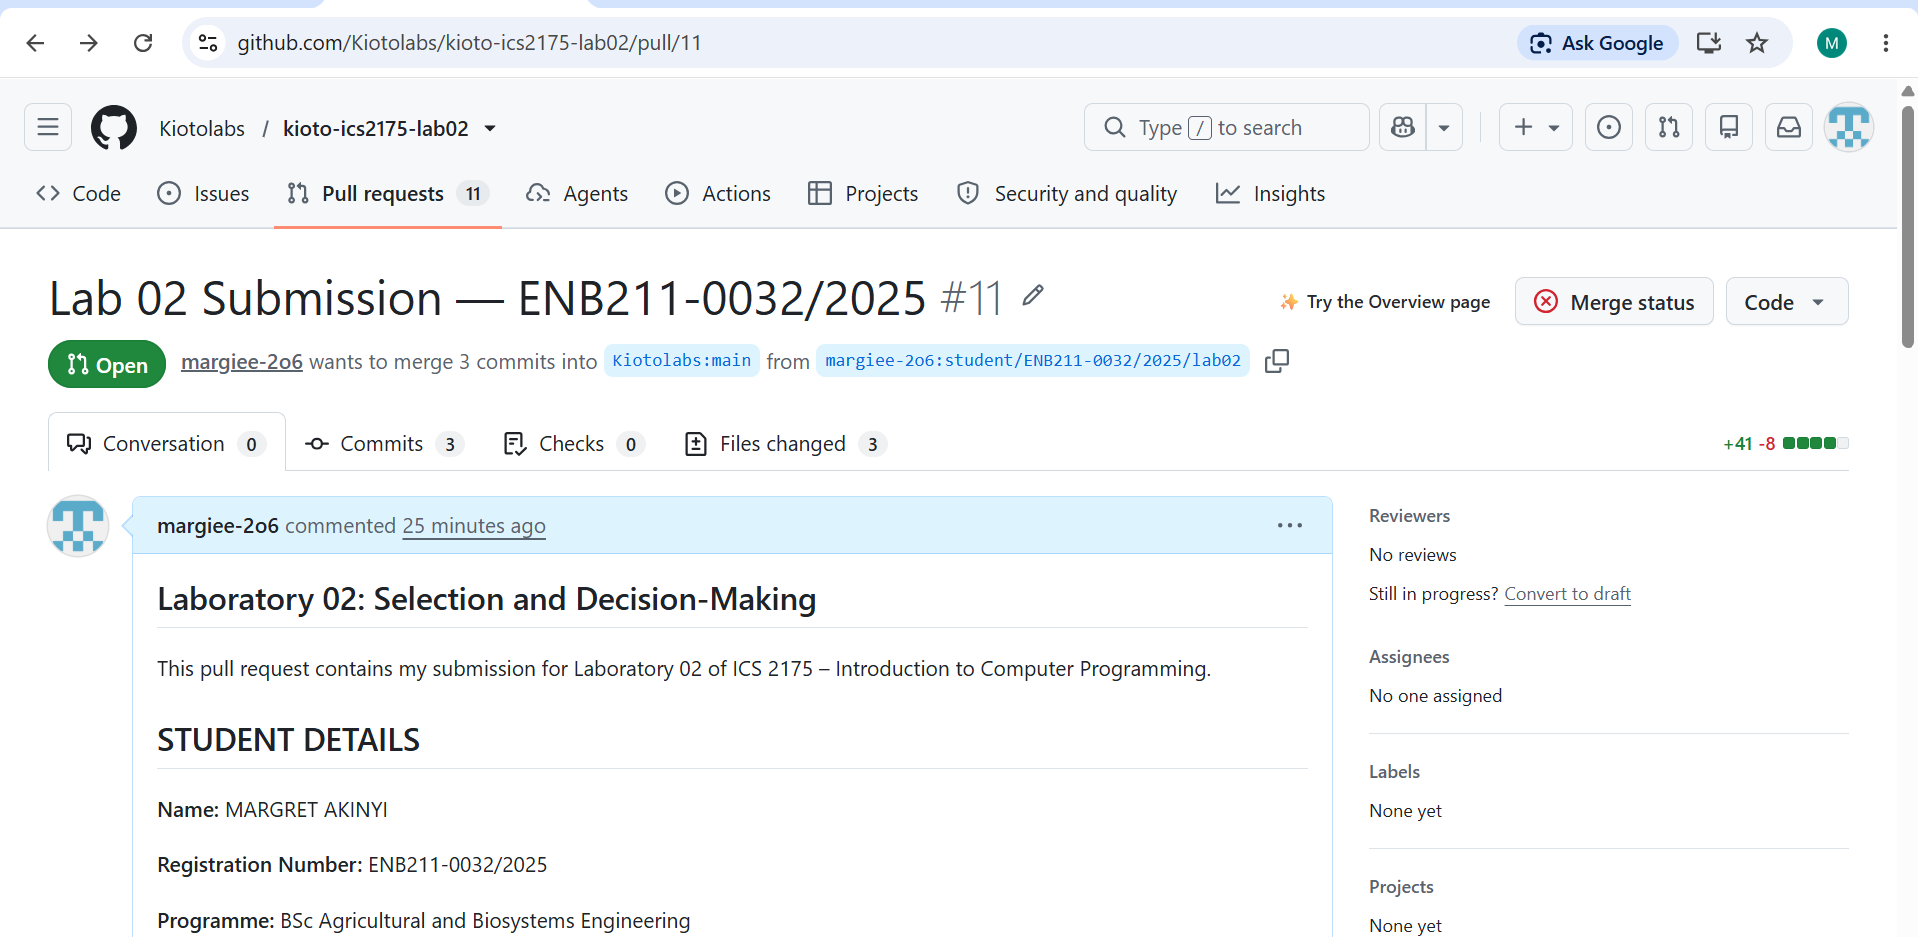 github.com/Kiotolabs/kioto-ics2175-lab02/pull/11
Ask Google
M
Kiotolabs / kioto-ics2175-lab02
Type / to search
Code
Issues
Pull requests 11
Agents
Actions
Projects
Security and quality
Insights
Lab 02 Submission — ENB211-0032/2025 #11
Try the Overview page
Merge status
Code
Open
margiee-2o6 wants to merge 3 commits into Kiotolabs:main from margiee-2o6:student/ENB211-0032/2025/lab02
Conversation 0
Commits 3
Checks 0
Files changed 3
+41 -8
margiee-2o6 commented 25 minutes ago
Laboratory 02: Selection and Decision-Making
This pull request contains my submission for Laboratory 02 of ICS 2175 – Introduction to Computer Programming.
STUDENT DETAILS
Name: MARGRET AKINYI
Registration Number: ENB211-0032/2025
Programme: BSc Agricultural and Biosystems Engineering
Reviewers
No reviews
Still in progress? Convert to draft
Assignees
No one assigned
Labels
None yet
Projects
None yet